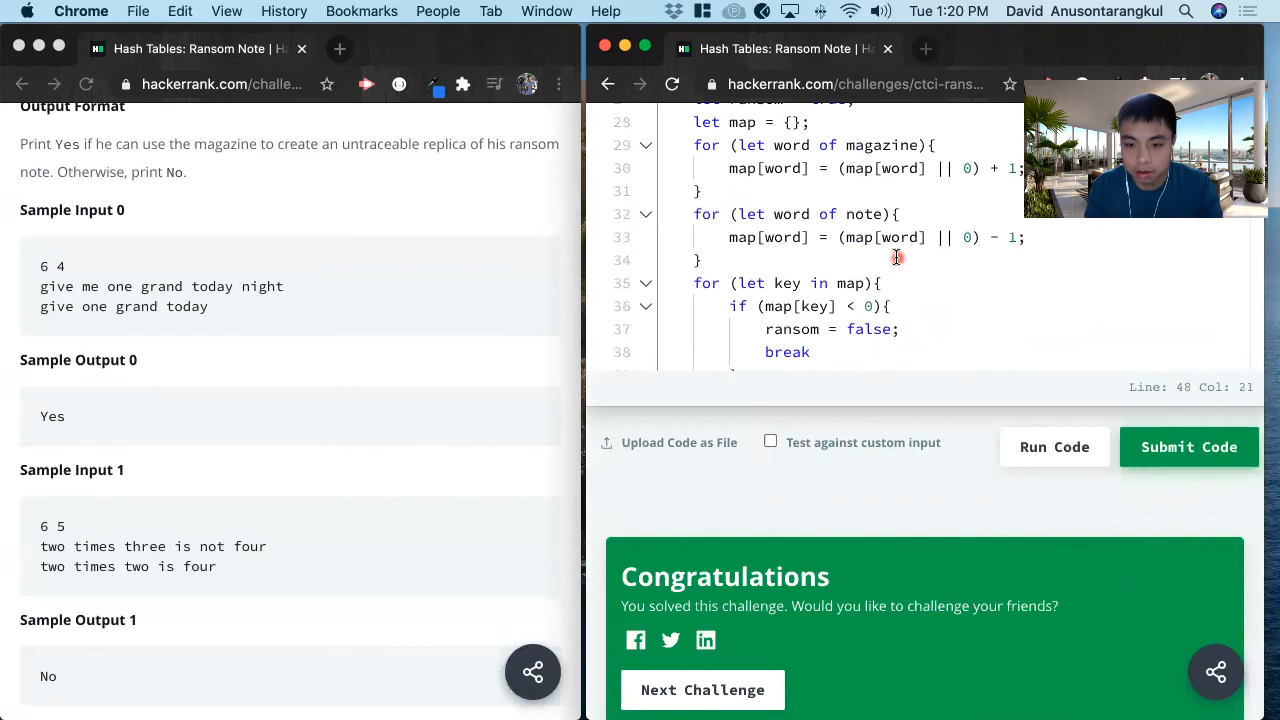 Chrome File Edit View History Bookmarks People Tab Window Help Tue 1:20 PM David Anusontarangkul
Hash Tables: Ransom Note | Ha
hackerrank.com/challe...
Output Format
Print Yes if he can use the magazine to create an untraceable replica of his ransom
note. Otherwise, print No.
Sample Input 0
6 4
give me one grand today night
give one grand today
Sample Output 0
Yes
Sample Input 1
6 5
two times three is not four
two times two is four
Sample Output 1
No
Hash Tables: Ransom Note | Ha
hackerrank.com/challenges/ctci-rans...
28 let map = {};
29 for (let word of magazine){
30 map[word] = (map[word] || 0) + 1;
31 }
32 for (let word of note){
33 map[word] = (map[word] || 0) - 1;
34 }
35 for (let key in map){
36 if (map[key] < 0){
37 ransom = false;
38 break
Line: 48 Col: 21
Upload Code as File Test against custom input Run Code Submit Code
Congratulations
You solved this challenge. Would you like to challenge your friends?
Next Challenge